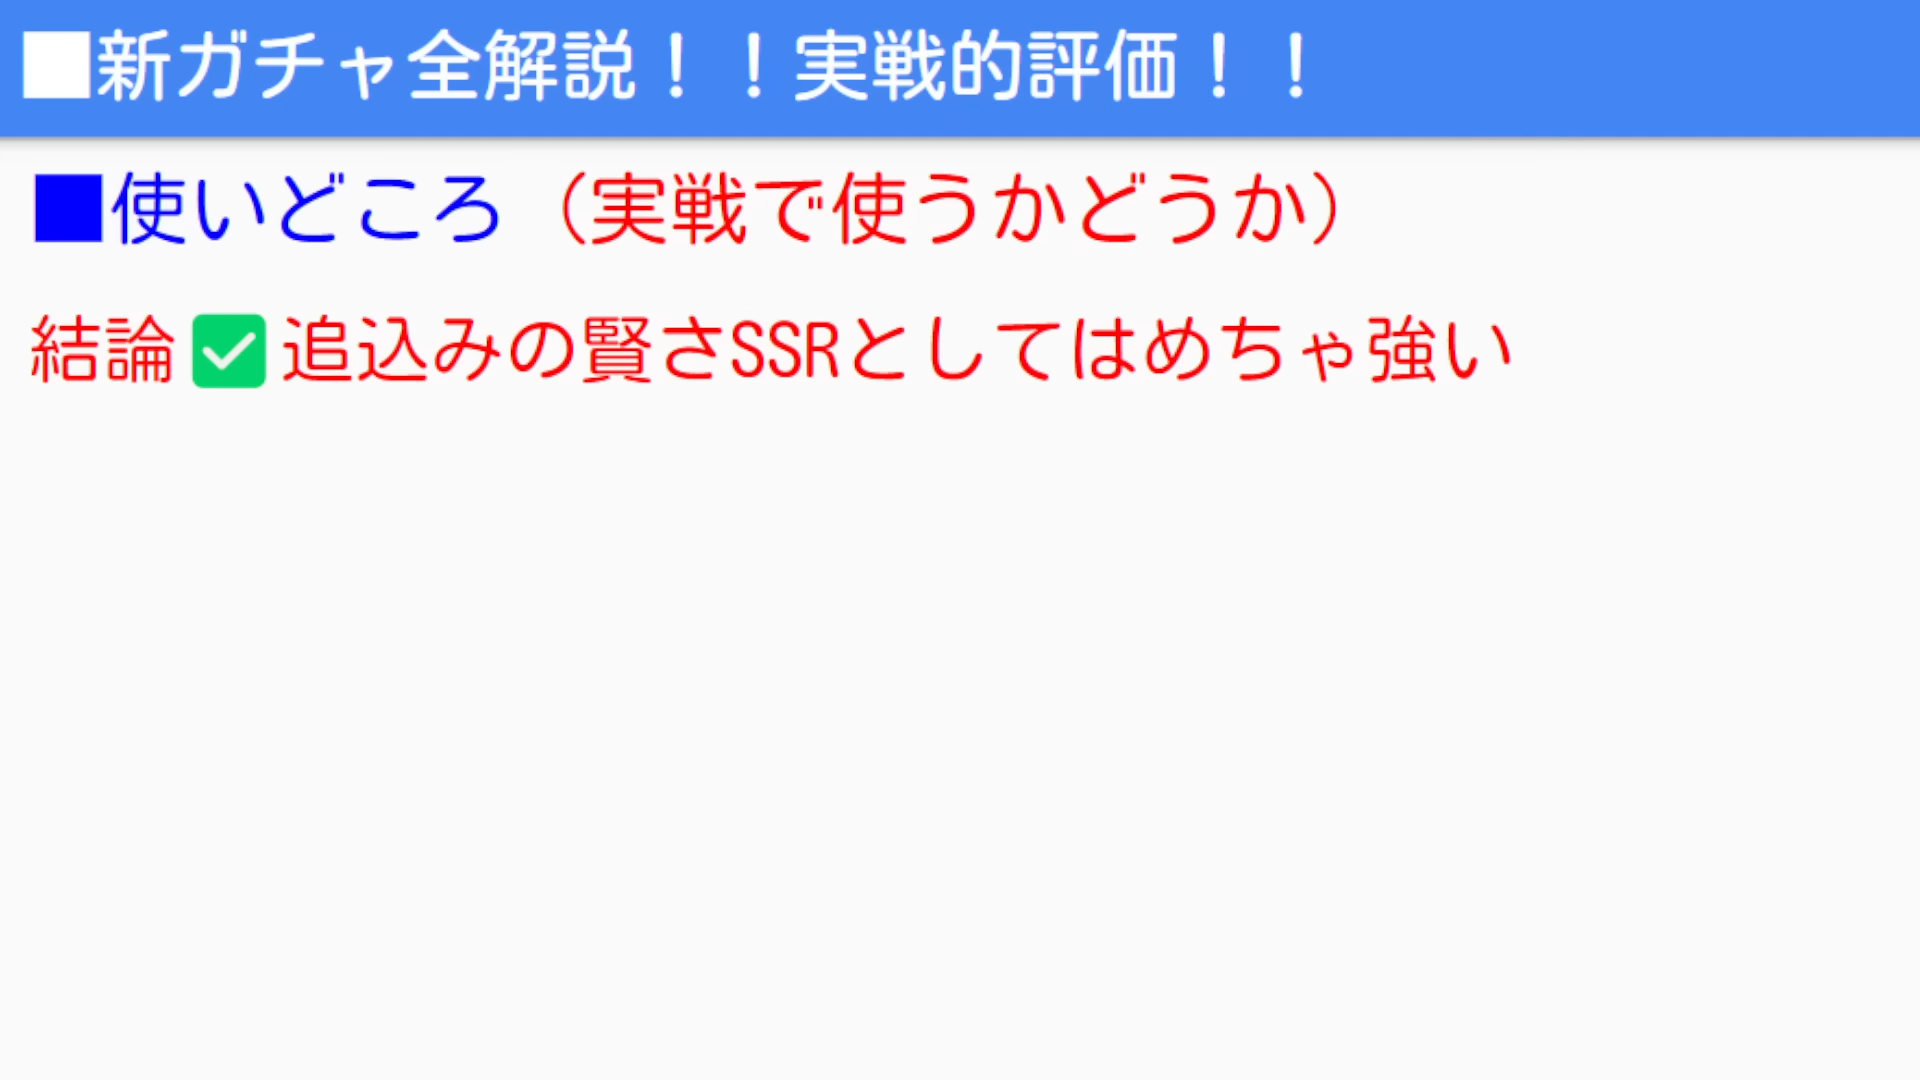 ■新ガチャ全解説！！実戦的評価！！
■使いどころ（実戦で使うかどうか）
結論✅追込みの賢さSSRとしてはめちゃ強い